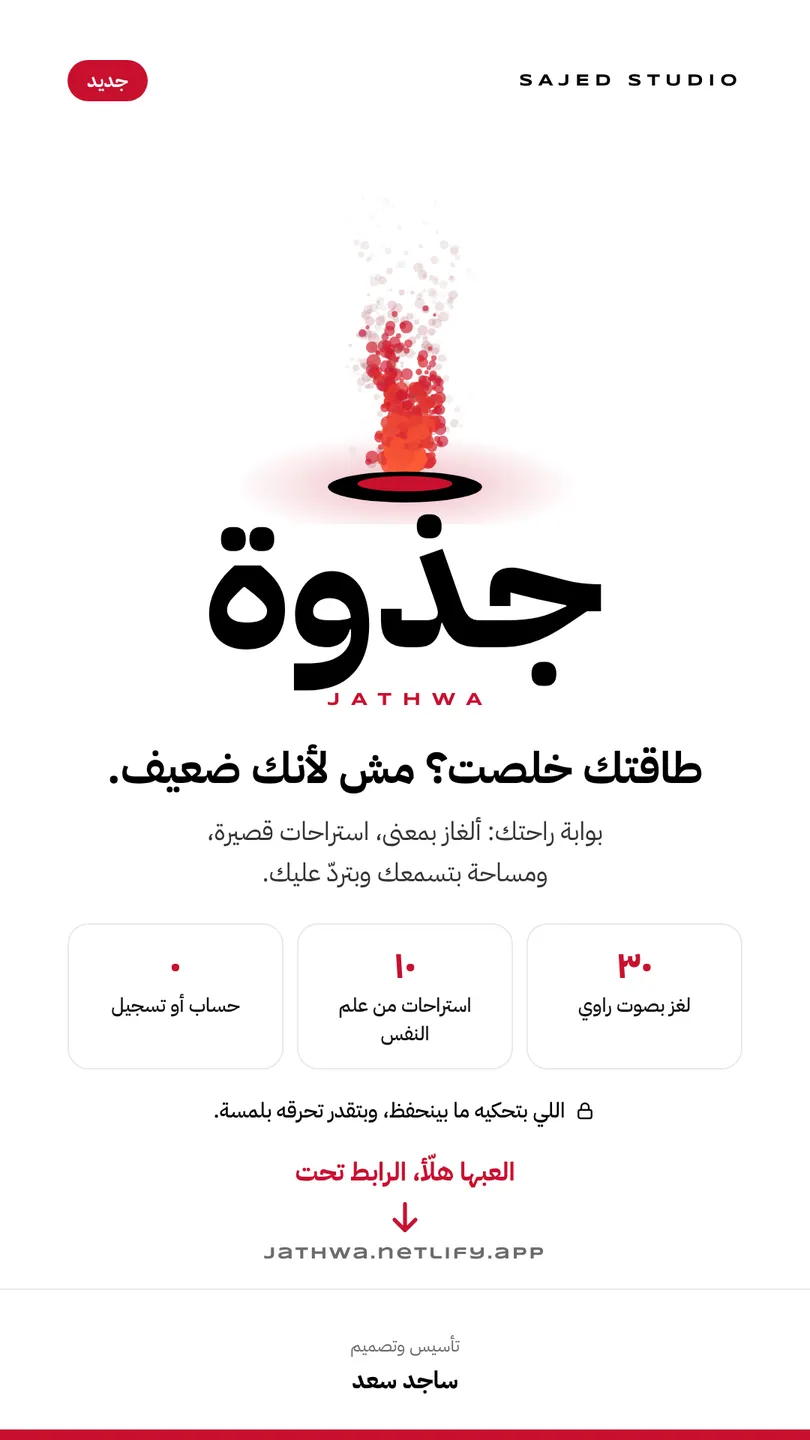 SAJED STUDIO
جديد
جذوة
JATHWA
طاقتك خلصت؟ مش لأنك ضعيف.
بوابة راحتك: ألغاز بمعنى، استراحات قصيرة،
ومساحة بتسمعك وبتردّ عليك.
٣٠
لغز بصوت راوي
١٠
استراحات من علم
النفس
٠
حساب أو تسجيل
اللي بتحكيه ما بينحفظ، وبتقدر تحرقه بلمسة.
العبها هلّأ، الرابط تحت
jathwa.netlify.app
تأسيس وتصميم
ساجد سعد